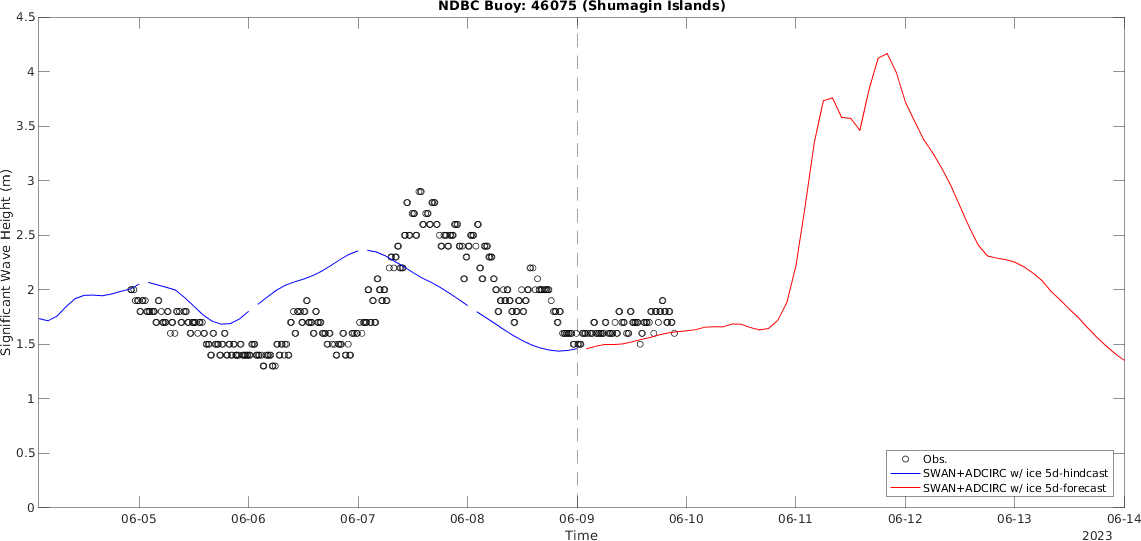 NDBC Buoy: 46075 (Shumagin Islands)
4.5
4
3.5
3
2.5
2
1.5
1
0.5
0
Significant Wave Height (m)
Obs.
SWAN+ADCIRC w/ ice 5d-hindcast
SWAN+ADCIRC w/ ice 5d-forecast
06-05 06-06 06-07 06-08 06-09 06-10 06-11 06-12 06-13 06-14
Time
2023